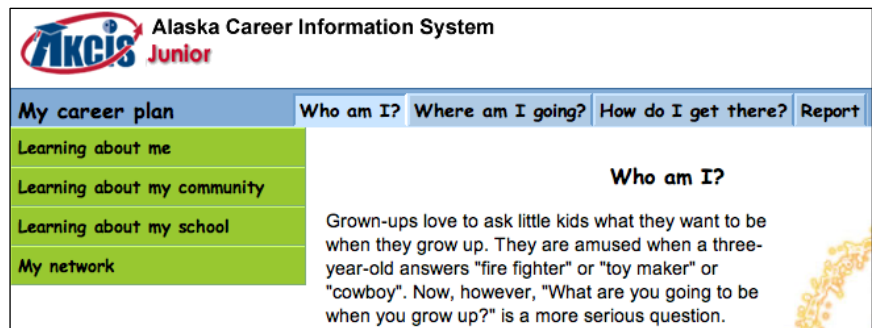 Alaska Career Information System
AKCIS Junior
My career plan
Who am I? Where am I going? How do I get there? Report
Learning about me
Learning about my community
Learning about my school
My network
Who am I?
Grown-ups love to ask little kids what they want to be
when they grow up. They are amused when a three-
year-old answers "fire fighter" or "toy maker" or
"cowboy". Now, however, "What are you going to be
when you grow up?" is a more serious question.